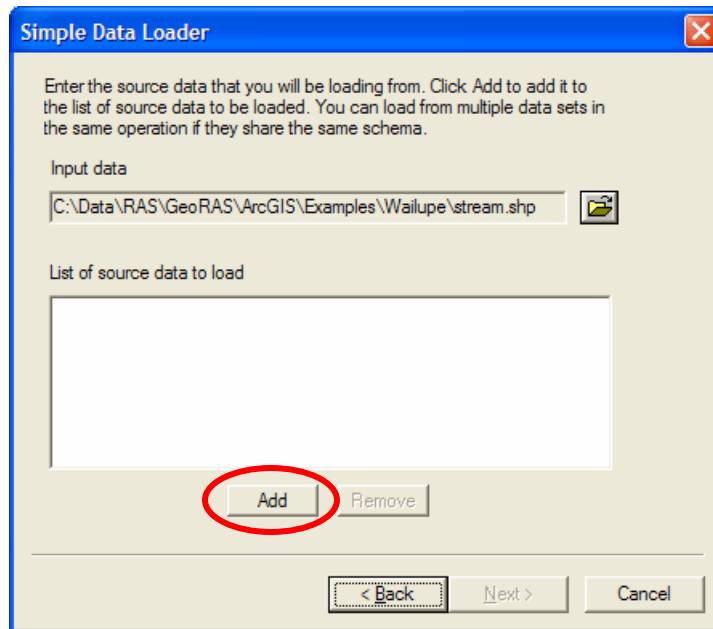 Simple Data Loader
Enter the source data that you will be loading from. Click Add to add it to
the list of source data to be loaded. You can load from multiple data sets in
the same operation if they share the same schema.
Input data
C:\Data\RAS\GeoRAS\ArcGIS\Examples\Wailupe\stream.shp
List of source data to load
Add Remove
< Back Next > Cancel